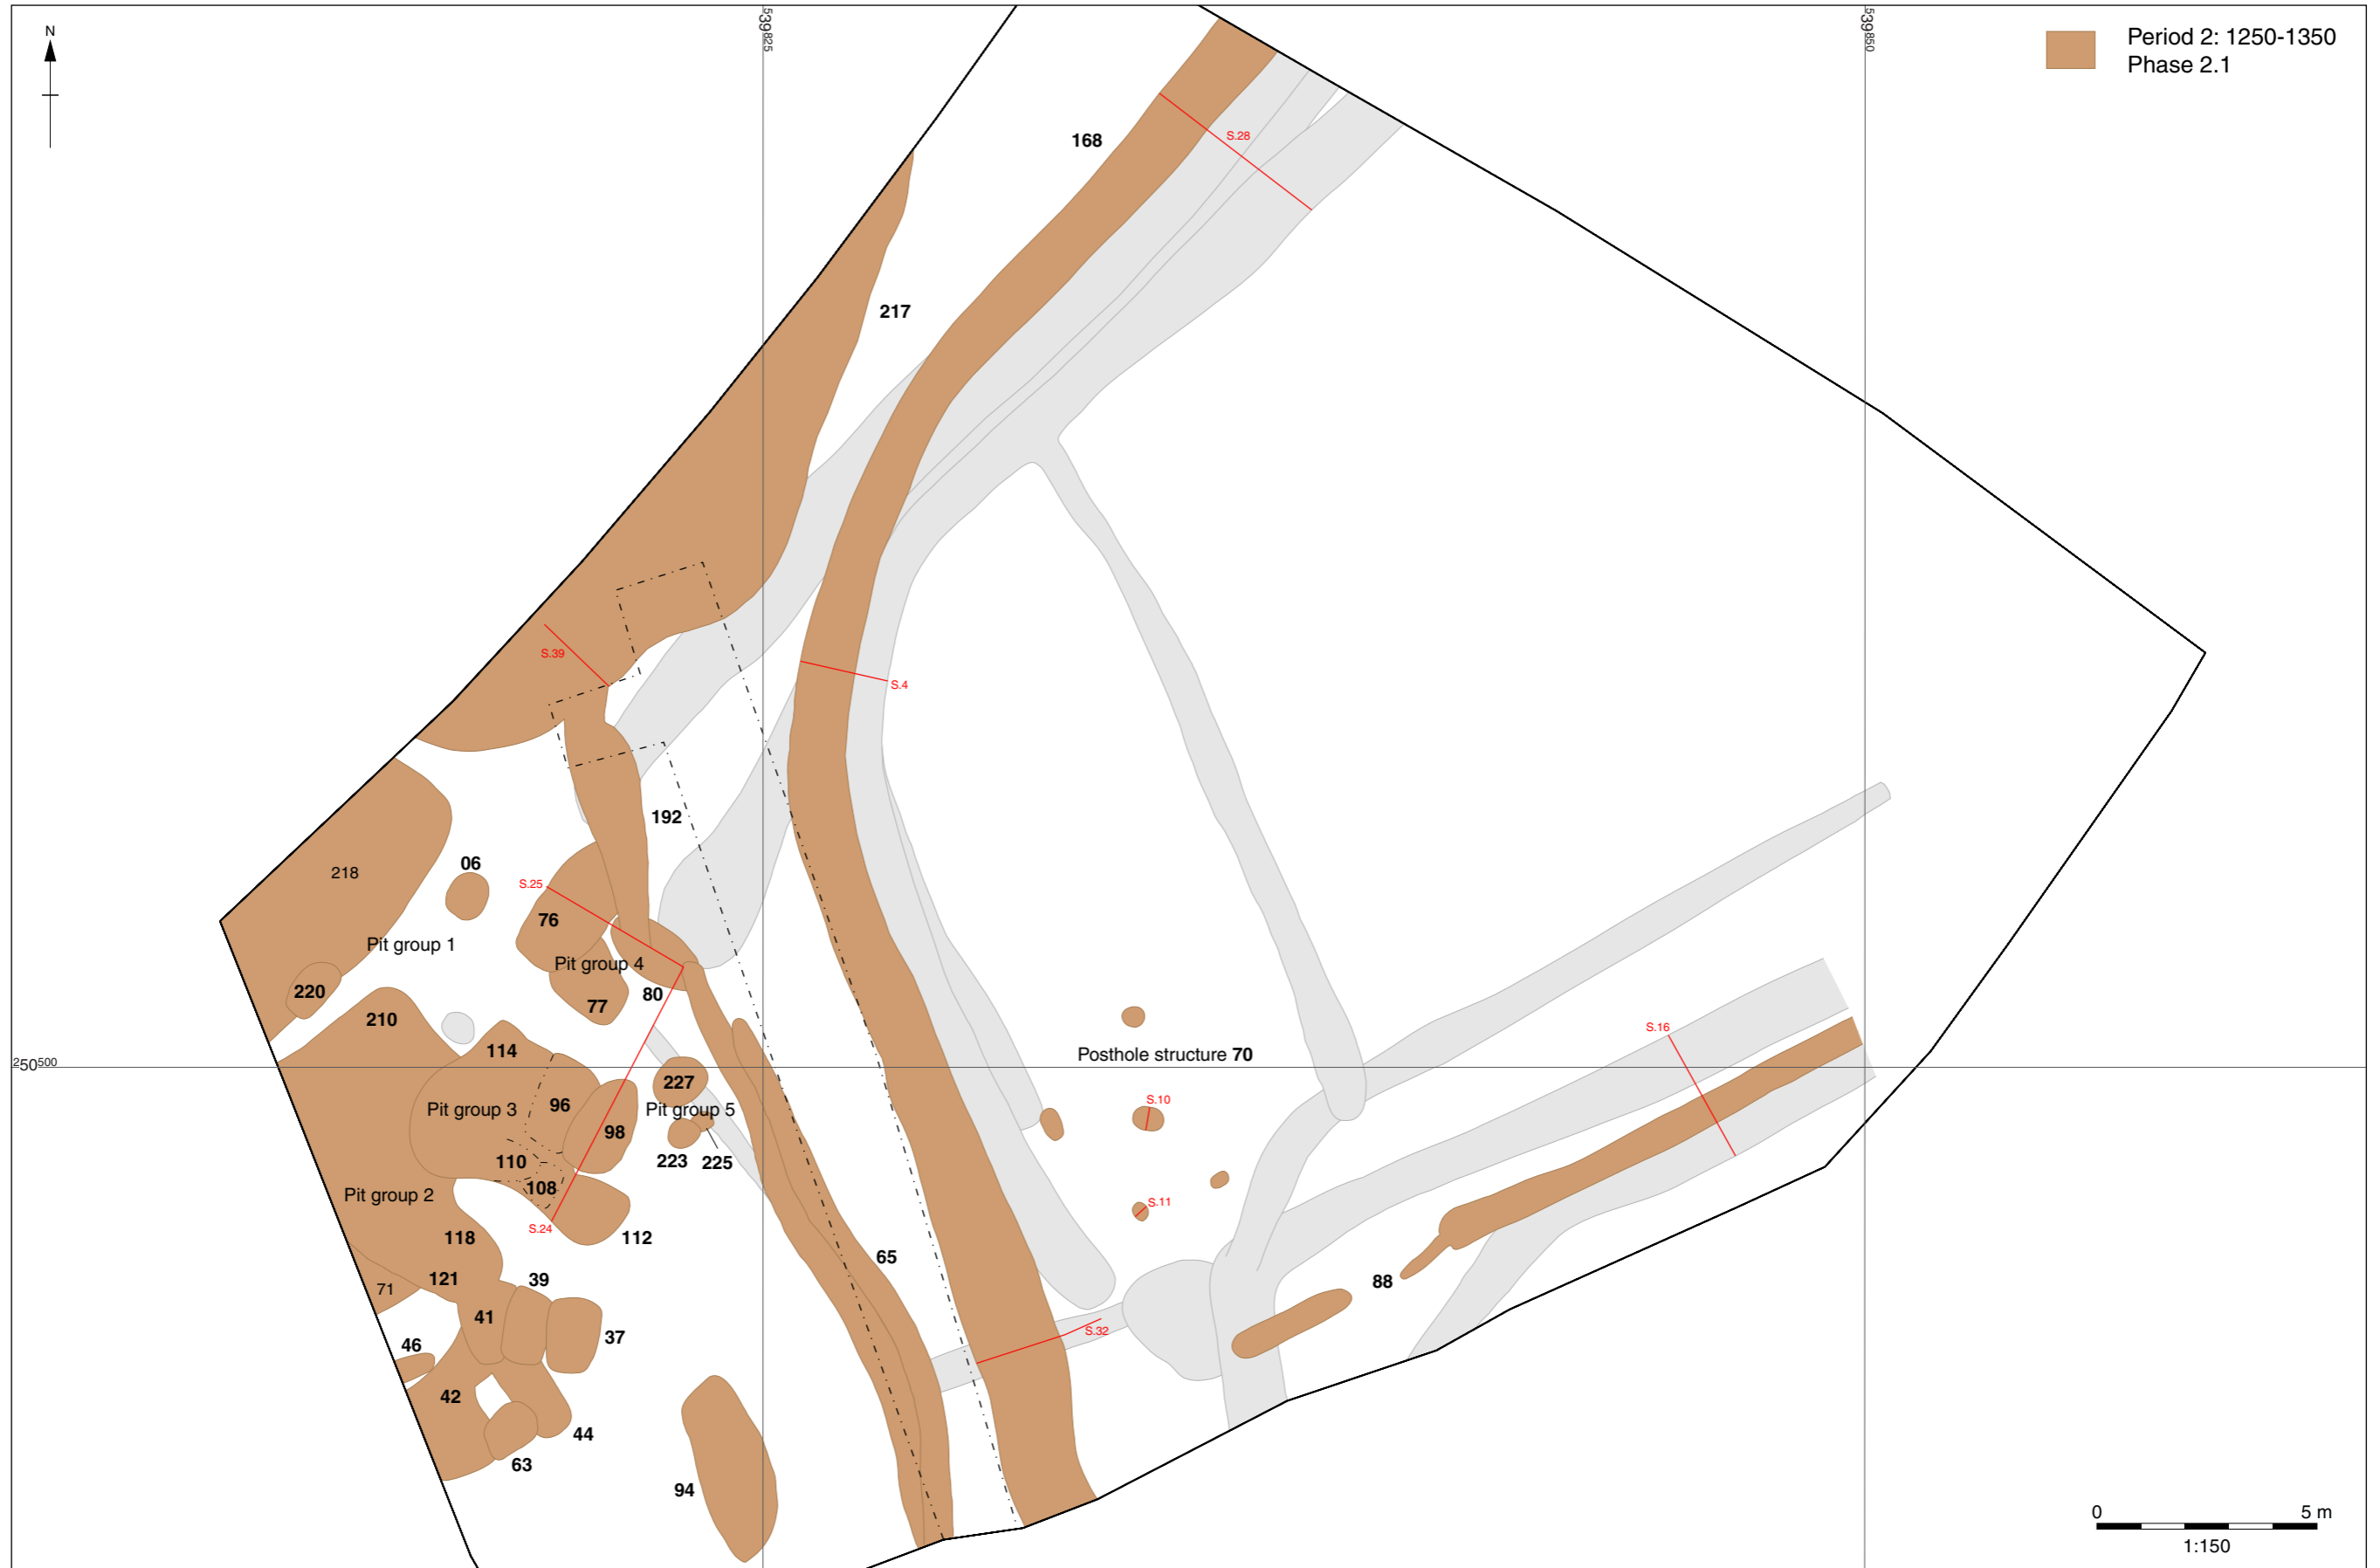 N
539825
539850
Period 2: 1250-1350
Phase 2.1
S.28
168
217
S.39
S.4
192
218
06
S.25
76
Pit group 1
Pit group 4
220
80
77
210
S.16
114
Posthole structure 70
250500
227
96
Pit group 3
Pit group 5
S.10
98
110
223
225
108
Pit group 2
S.11
S.24
118
112
65
121
39
71
88
41
46
37
S.32
42
44
63
94
0
5 m
1:150